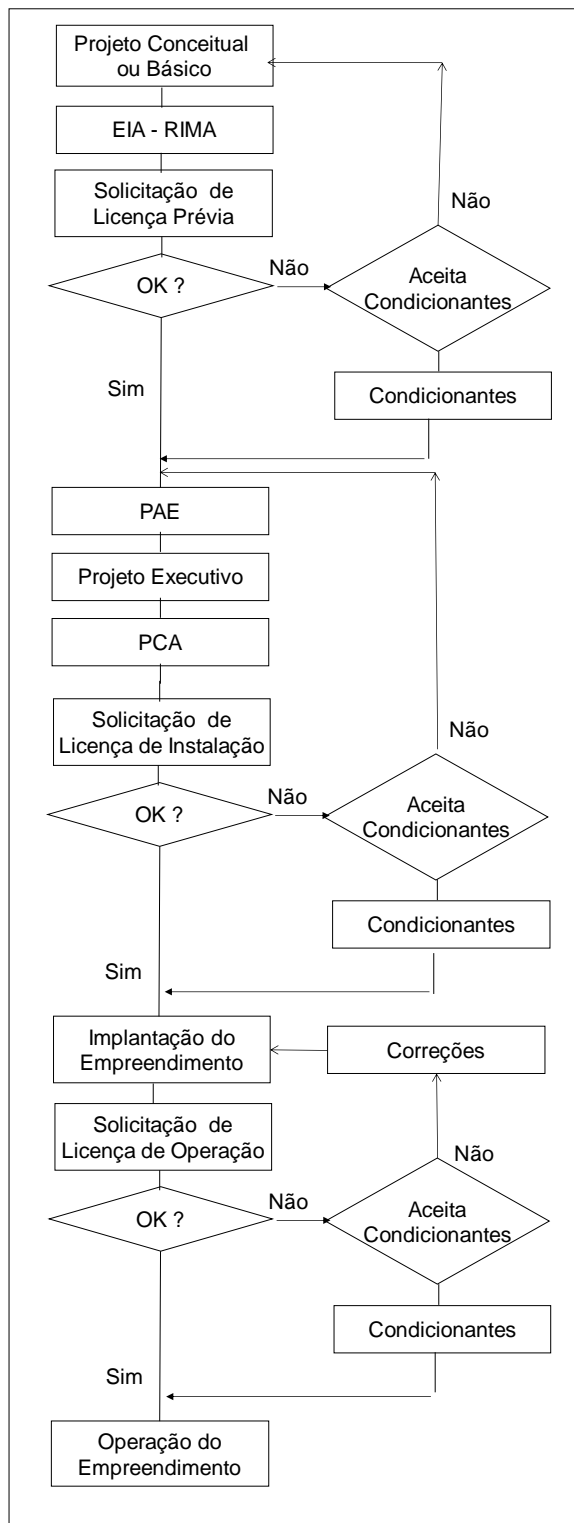 Projeto Conceitual
ou Básico
EIA - RIMA
Solicitação de
Licença Prévia
Não
OK ?
Não
Aceita
Condicionantes
Sim
Condicionantes
PAE
Projeto Executivo
PCA
Solicitação de
Licença de Instalação
Não
OK ?
Não
Aceita
Condicionantes
Sim
Condicionantes
Implantação do
Empreendimento
Correções
Solicitação de
Licença de Operação
Não
OK ?
Não
Aceita
Condicionantes
Sim
Condicionantes
Operação do
Empreendimento